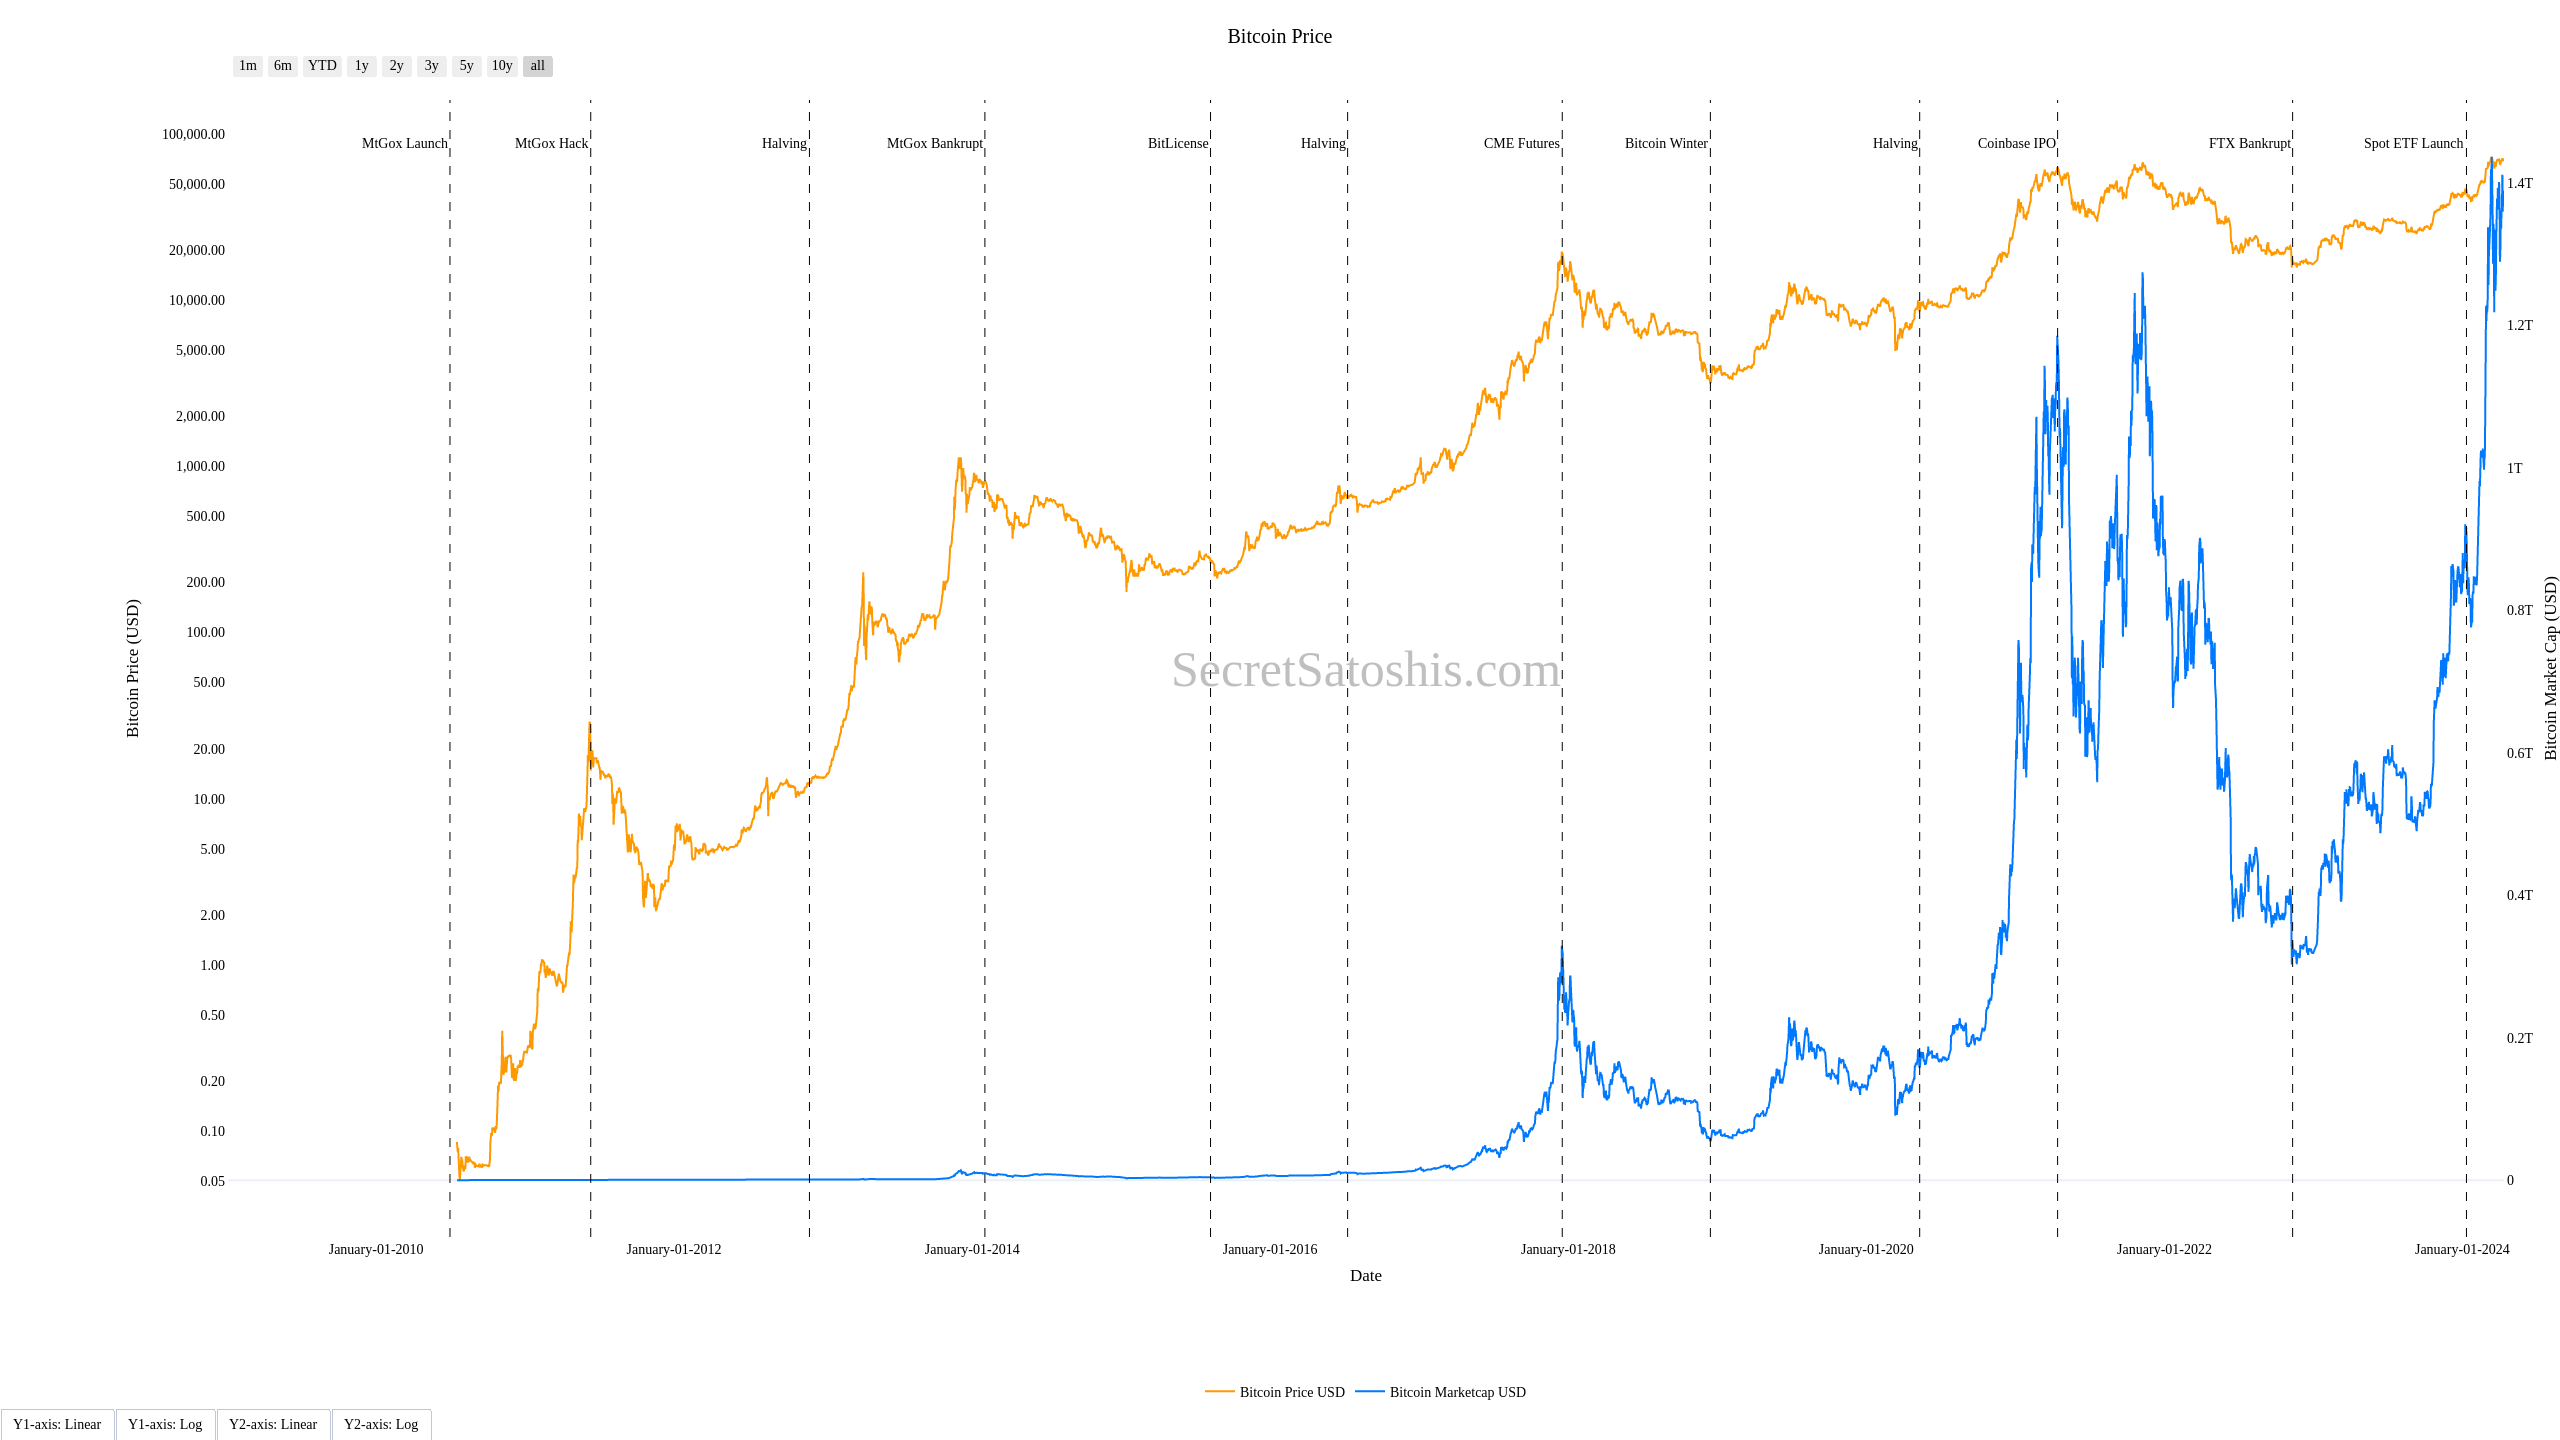 Bitcoin Price
1m 6m YTD 1y 2y 3y 5y 10y all
MtGox Launch MtGox Hack Halving MtGox Bankrupt BitLicense Halving CME Futures Bitcoin Winter Halving Coinbase IPO FTX Bankrupt Spot ETF Launch
100,000.00
50,000.00
20,000.00
10,000.00
5,000.00
2,000.00
1,000.00
500.00
200.00
100.00
50.00
20.00
10.00
5.00
2.00
1.00
0.50
0.20
0.10
0.05
Bitcoin Price (USD)
SecretSatoshis.com
1.4T
1.2T
1T
0.8T
0.6T
0.4T
0.2T
0
Bitcoin Market Cap (USD)
January-01-2010 January-01-2012 January-01-2014 January-01-2016 January-01-2018 January-01-2020 January-01-2022 January-01-2024
Date
Bitcoin Price USD Bitcoin Marketcap USD
Y1-axis: Linear Y1-axis: Log Y2-axis: Linear Y2-axis: Log